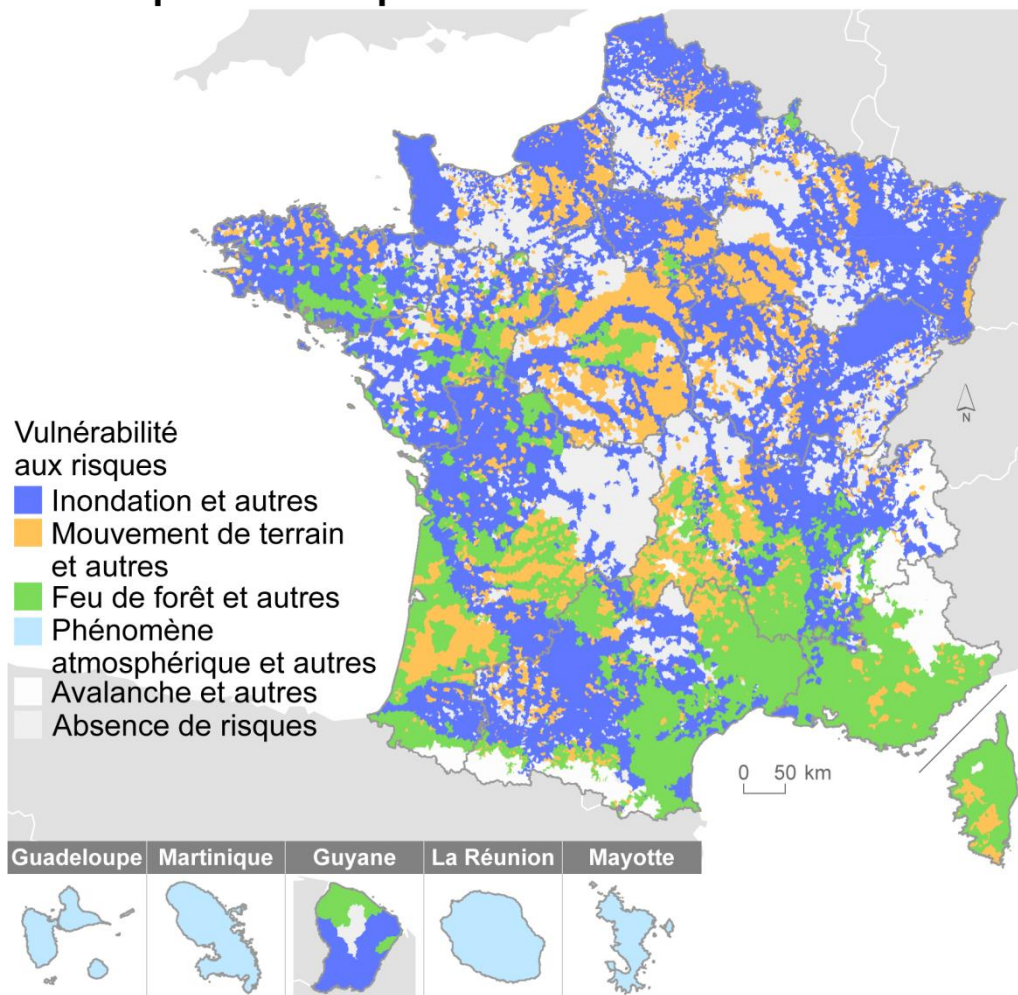 N
Vulnérabilité
aux risques
Inondation et autres
Mouvement de terrain
et autres
Feu de forêt et autres
Phénomène
atmosphérique et autres
Avalanche et autres
Absence de risques
0 50 km
Guadeloupe Martinique Guyane La Réunion Mayotte